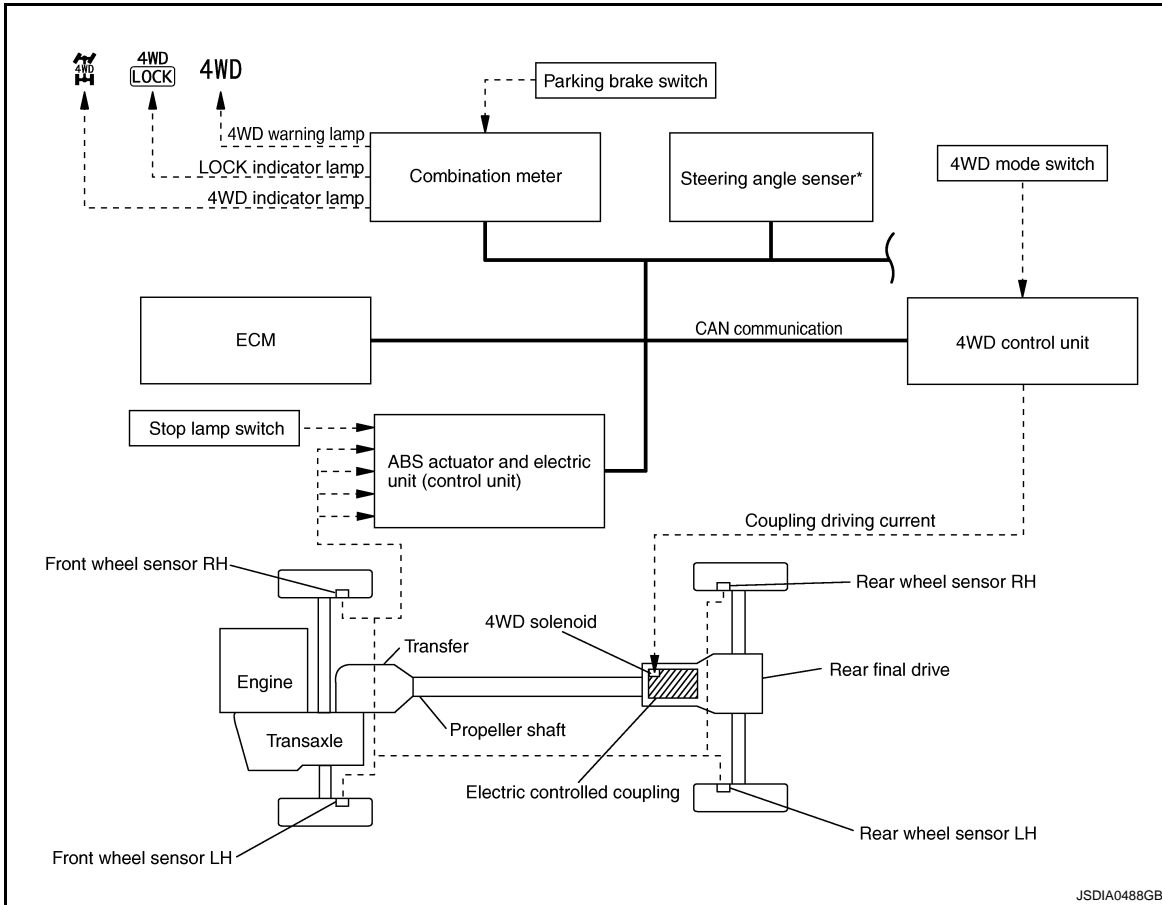 4WD
4WD
LOCK
4WD
Parking brake switch
4WD warning lamp
LOCK indicator lamp
4WD indicator lamp
Combination meter
Steering angle senser*
4WD mode switch
ECM
CAN communication
4WD control unit
Stop lamp switch
ABS actuator and electric
unit (control unit)
Coupling driving current
Front wheel sensor RH
Rear wheel sensor RH
4WD solenoid
Transfer
Engine
Rear final drive
Propeller shaft
Transaxle
Electric controlled coupling
Rear wheel sensor LH
Front wheel sensor LH
JSDIA0488GB